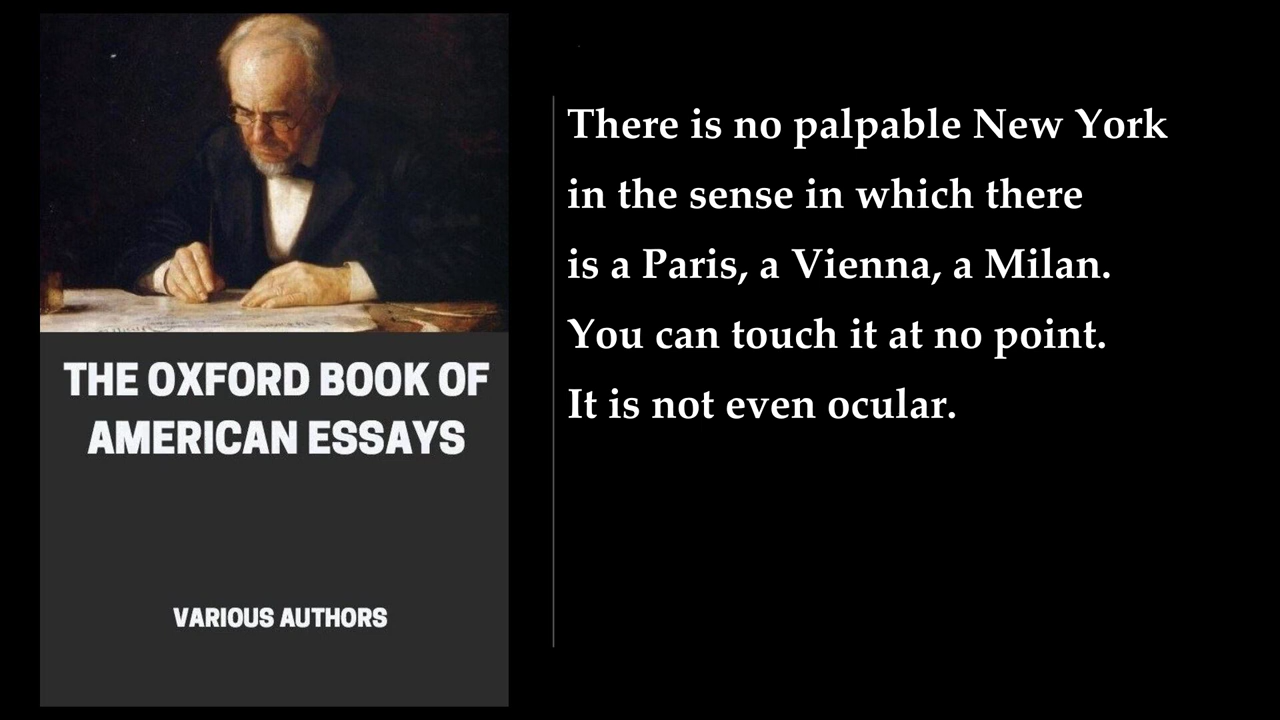 THE OXFORD BOOK OF
AMERICAN ESSAYS
VARIOUS AUTHORS
There is no palpable New York
in the sense in which there
is a Paris, a Vienna, a Milan.
You can touch it at no point.
It is not even ocular.